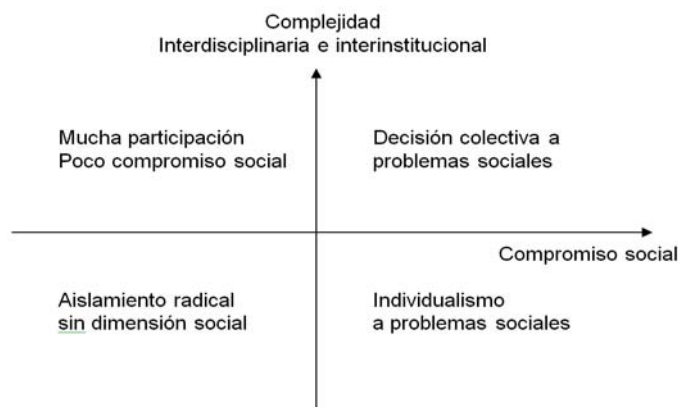 Complejidad
Interdisciplinaria e interinstitucional
Mucha participación
Poco compromiso social
Decisión colectiva a
problemas sociales
Compromiso social
Aislamiento radical
sin dimensión social
Individualismo
a problemas sociales